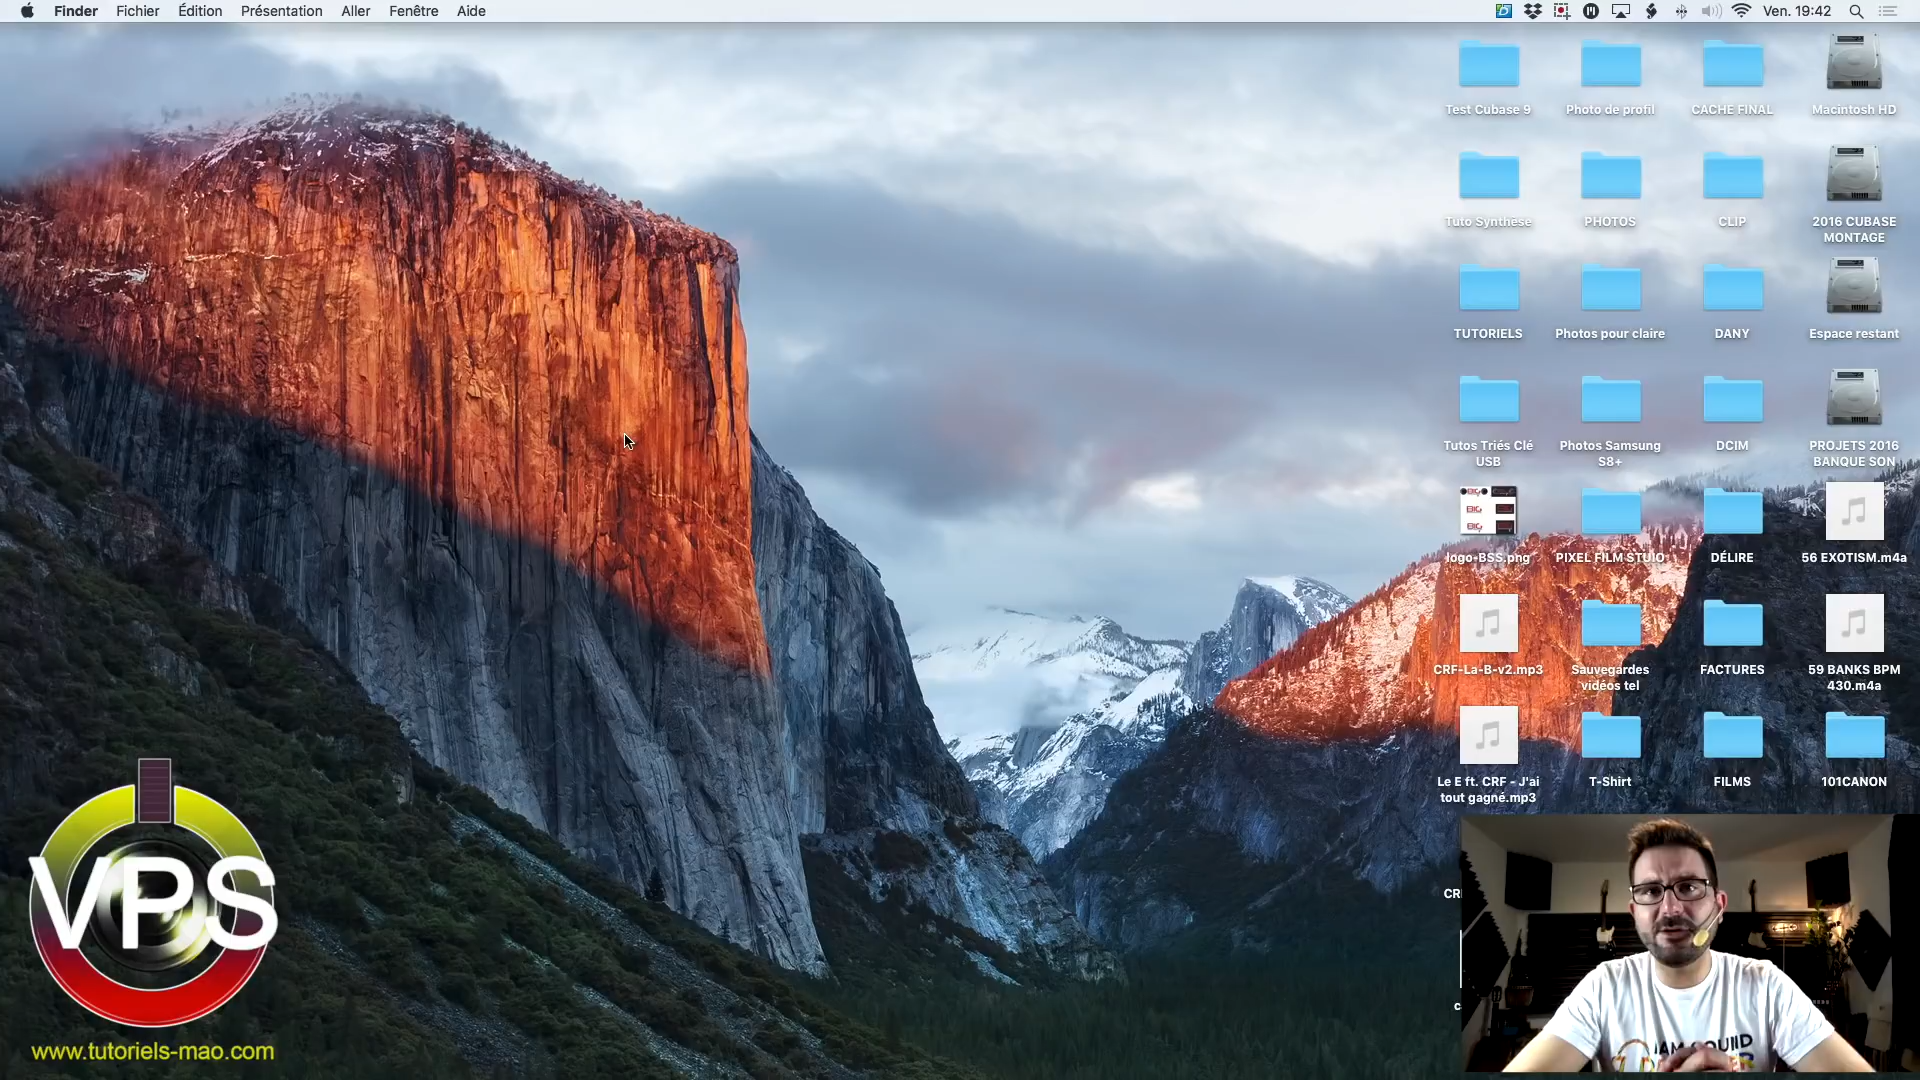 Finder Fichier Édition Présentation Aller Fenêtre Aide Ven. 19:42
Test Cubase 9 Photo de profil CACHE FINAL Macintosh HD
Tuto Synthèse PHOTOS CLIP 2016 CUBASE
MONTAGE
TUTORIELS Photos pour claire DANY Espace restant
Tutos Triés Clé Photos Samsung DCIM PROJETS 2016
USB S8+ BANQUE SON
logo-BSS.png PIXEL FILM STUIO DÉLIRE 56 EXOTISM.m4a
CRF-La-B-v2.mp3 Sauvegardes FACTURES 59 BANKS BPM
vidéos tel 430.m4a
Le E ft. CRF - J'ai T-Shirt FILMS 101CANON
tout gagné.mp3
VPS
www.tutoriels-mao.com